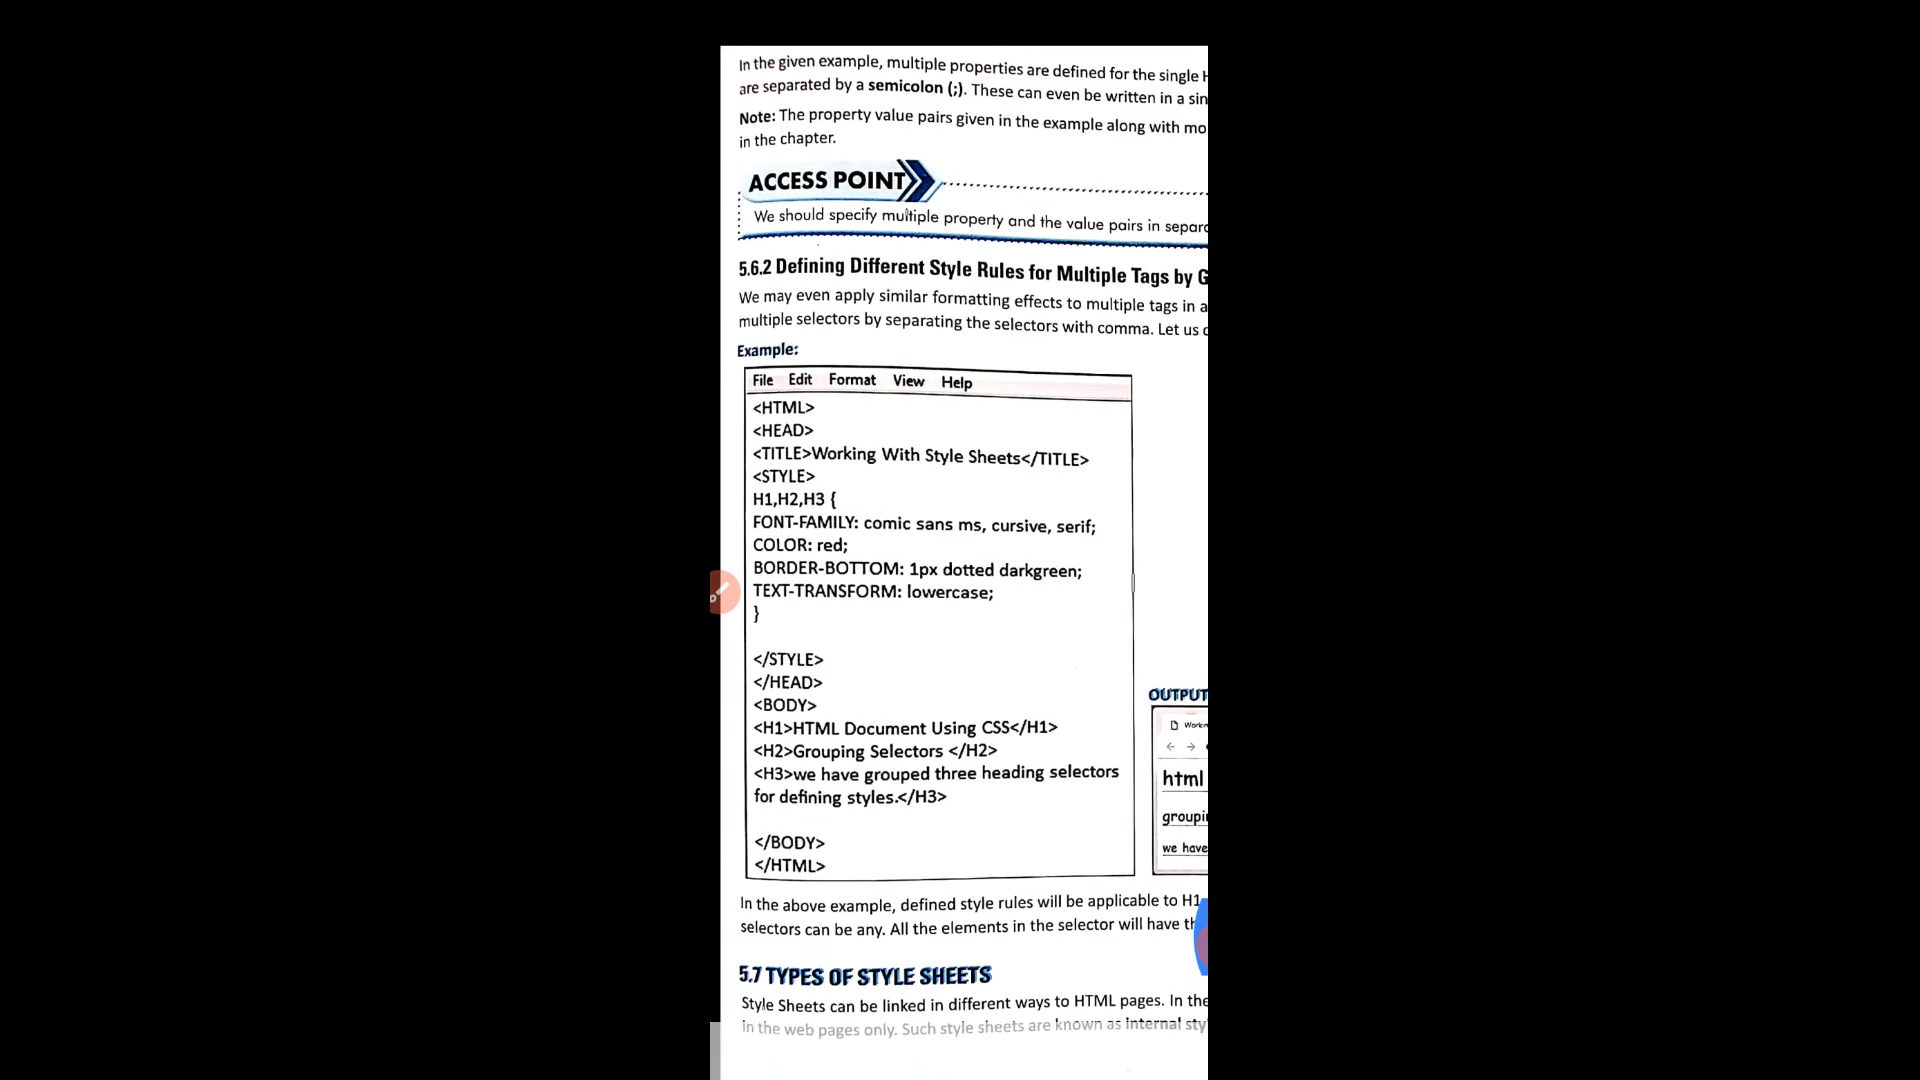 In the given example, multiple properties are defined for the single H
are separated by a semicolon (;). These can even be written in a sin
Note: The property value pairs given in the example along with mo
in the chapter.
ACCESS POINT
We should specify multiple property and the value pairs in separa
5.6.2 Defining Different Style Rules for Multiple Tags by G
We may even apply similar formatting effects to multiple tags in a
multiple selectors by separating the selectors with comma. Let us c
Example:
File Edit Format View Help
<HTML>
<HEAD>
<TITLE>Working With Style Sheets</TITLE>
<STYLE>
H1,H2,H3 {
FONT-FAMILY: comic sans ms, cursive, serif;
COLOR: red;
BORDER-BOTTOM: 1px dotted darkgreen;
TEXT-TRANSFORM: lowercase;
}
</STYLE>
</HEAD>
<BODY>
<H1>HTML Document Using CSS</H1>
<H2>Grouping Selectors </H2>
<H3>we have grouped three heading selectors
for defining styles.</H3>
</BODY>
</HTML>
OUTPUT
html
groupi
we have
In the above example, defined style rules will be applicable to H1
selectors can be any. All the elements in the selector will have th
5.7 TYPES OF STYLE SHEETS
Style Sheets can be linked in different ways to HTML pages. In the
in the web pages only. Such style sheets are known as internal sty